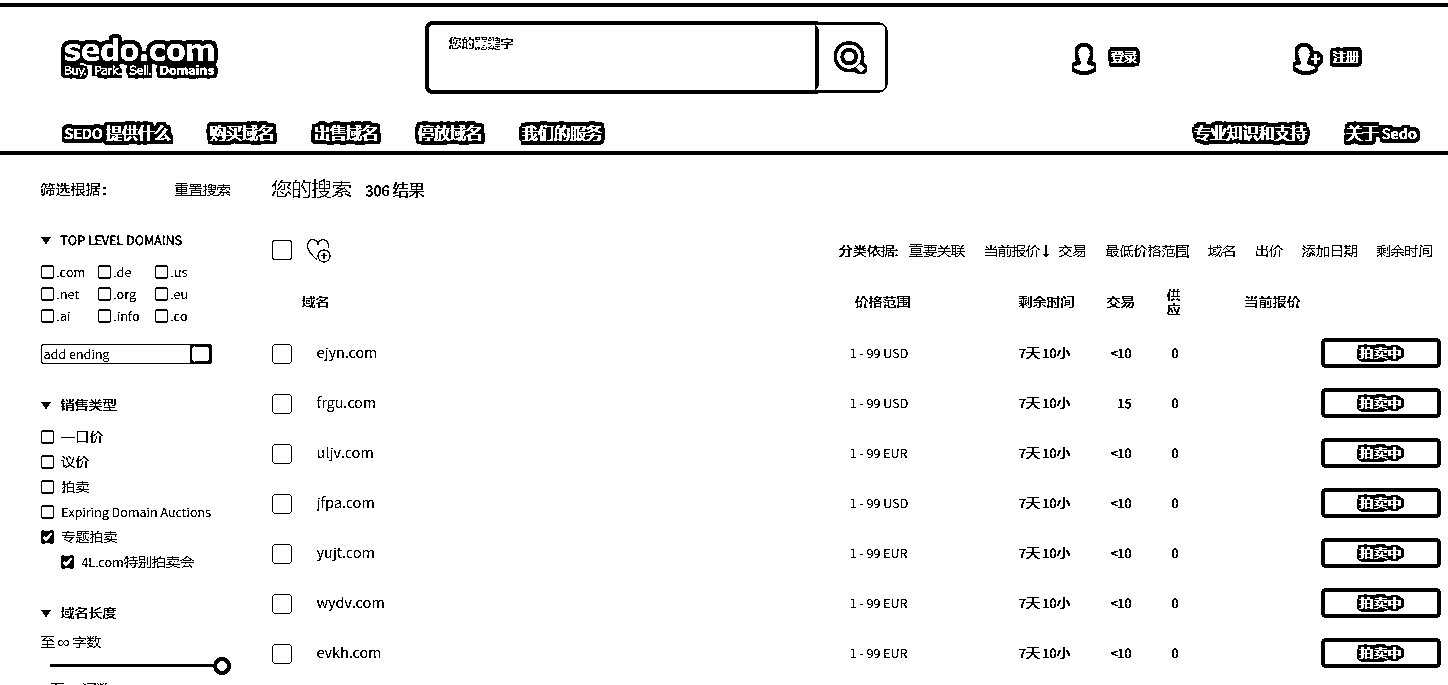 sedo.com
Buy. Park. Sell. Domains
您的关键字
登录
注册
SEDO 提供什么 购买域名 出售域名 停放域名 我们的服务 专业知识和支持 关于 Sedo
筛选根据: 重置搜索 您的搜索 306 结果
TOP LEVEL DOMAINS
.com .de .us
.net .org .eu
.ai .info .co
add ending
销售类型
一口价
议价
拍卖
Expiring Domain Auctions
专题拍卖
4L.com特别拍卖会
域名长度
至 ∞ 字数
分类依据: 重要关联 当前报价↓ 交易 最低价格范围 域名 出价 添加日期 剩余时间
域名 价格范围 剩余时间 交易 供应 当前报价
ejyn.com 1 - 99 USD 7天 10小 <10 0 拍卖中
frgu.com 1 - 99 USD 7天 10小 15 0 拍卖中
uljv.com 1 - 99 EUR 7天 10小 <10 0 拍卖中
jfpa.com 1 - 99 USD 7天 10小 <10 0 拍卖中
yujt.com 1 - 99 EUR 7天 10小 <10 0 拍卖中
wydv.com 1 - 99 EUR 7天 10小 <10 0 拍卖中
evkh.com 1 - 99 EUR 7天 10小 <10 0 拍卖中